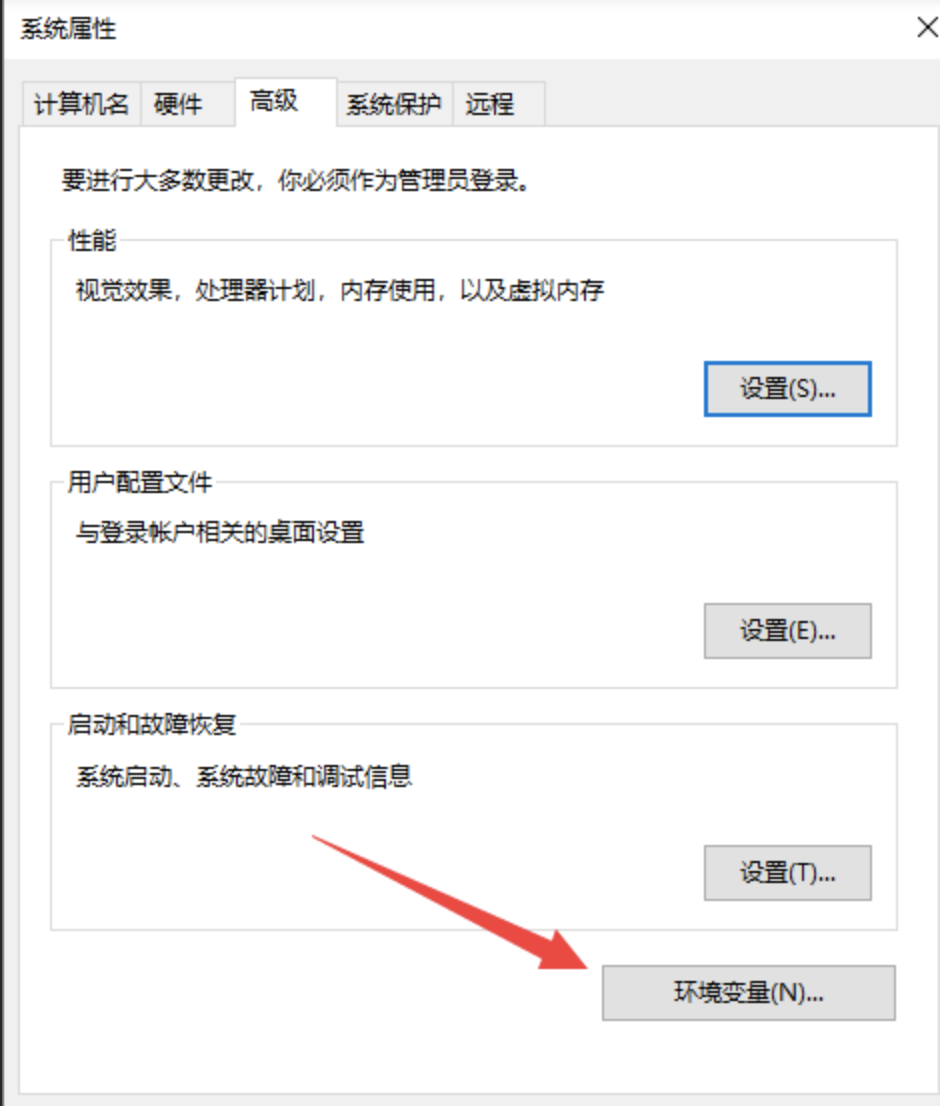 系统属性
计算机名 硬件 高级 系统保护 远程
要进行大多数更改，你必须作为管理员登录。
性能
视觉效果，处理器计划，内存使用，以及虚拟内存
设置(S)...
用户配置文件
与登录帐户相关的桌面设置
设置(E)...
启动和故障恢复
系统启动、系统故障和调试信息
设置(T)...
环境变量(N)...